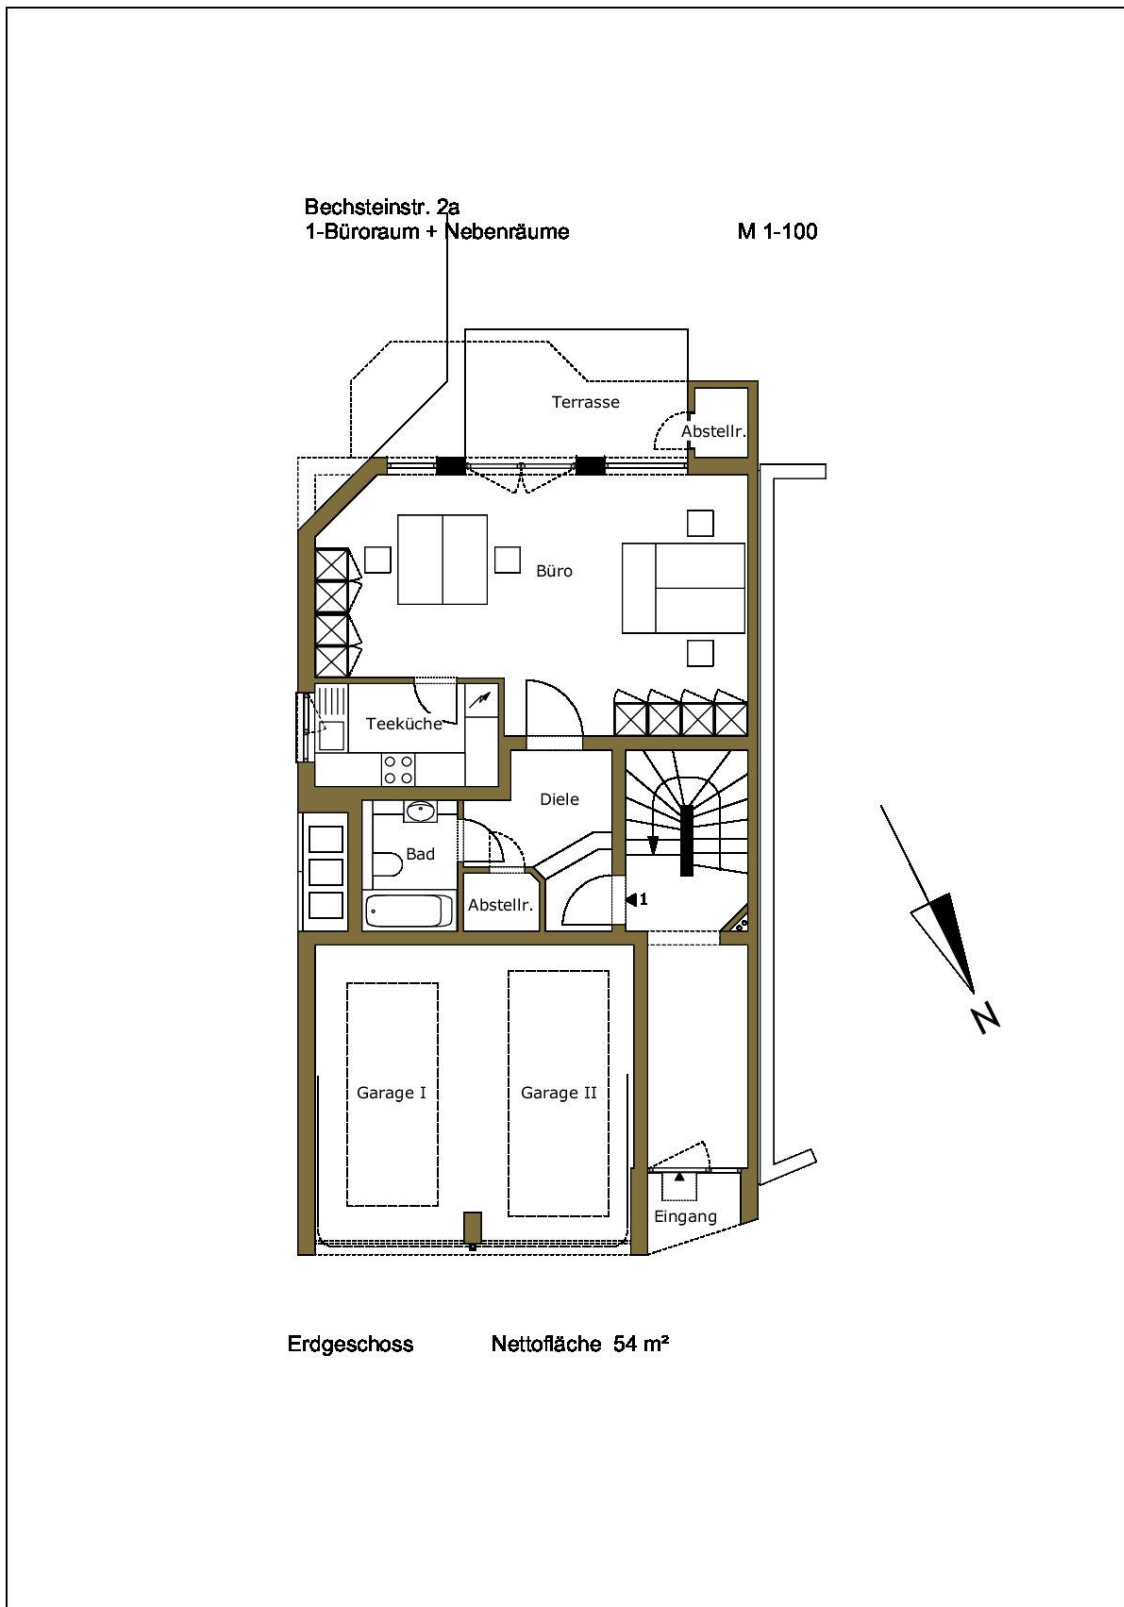 Bechsteinstr. 2a
1-Büroraum + Nebenräume M 1-100
Terrasse
Abstellr.
Büro
Teeküche
Diele
Bad
Abstellr.
1
Garage I
Garage II
Eingang
N
Erdgeschoss Nettofläche 54 m²